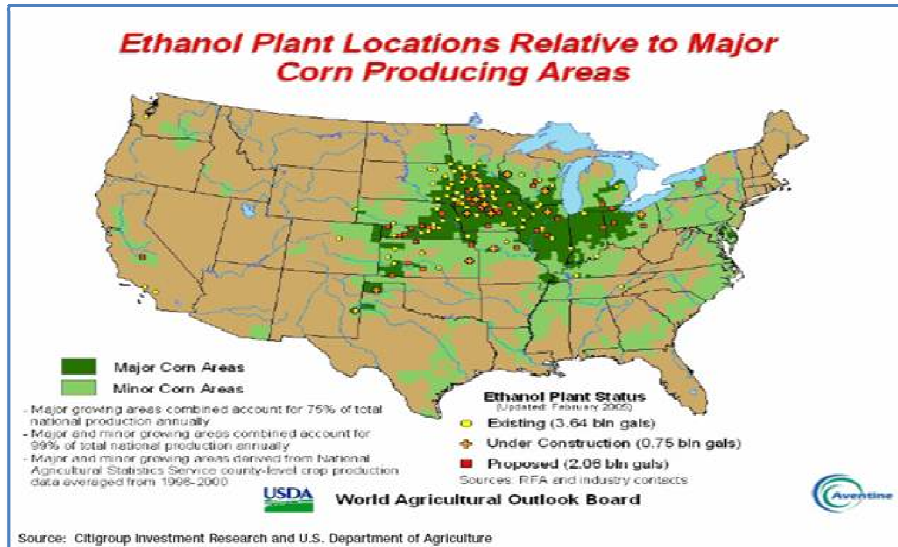 Ethanol Plant Locations Relative to Major
Corn Producing Areas
Major Corn Areas
Minor Corn Areas
- Major growing areas combined account for 75% of total
national production annually
- Major and minor growing areas combined account for
99% of total national production annually
- Major and minor growing areas derived from National
Agricultural Statistics Service county-level crop production
data averaged from 1996-2000
Ethanol Plant Status
(Updated: February 2005)
Existing (3.64 bln gals)
Under Construction (0.75 bln gals)
Proposed (2.06 bln gals)
Sources: RFA and industry contacts
USDA World Agricultural Outlook Board
Aventine
Source: Citigroup Investment Research and U.S. Department of Agriculture